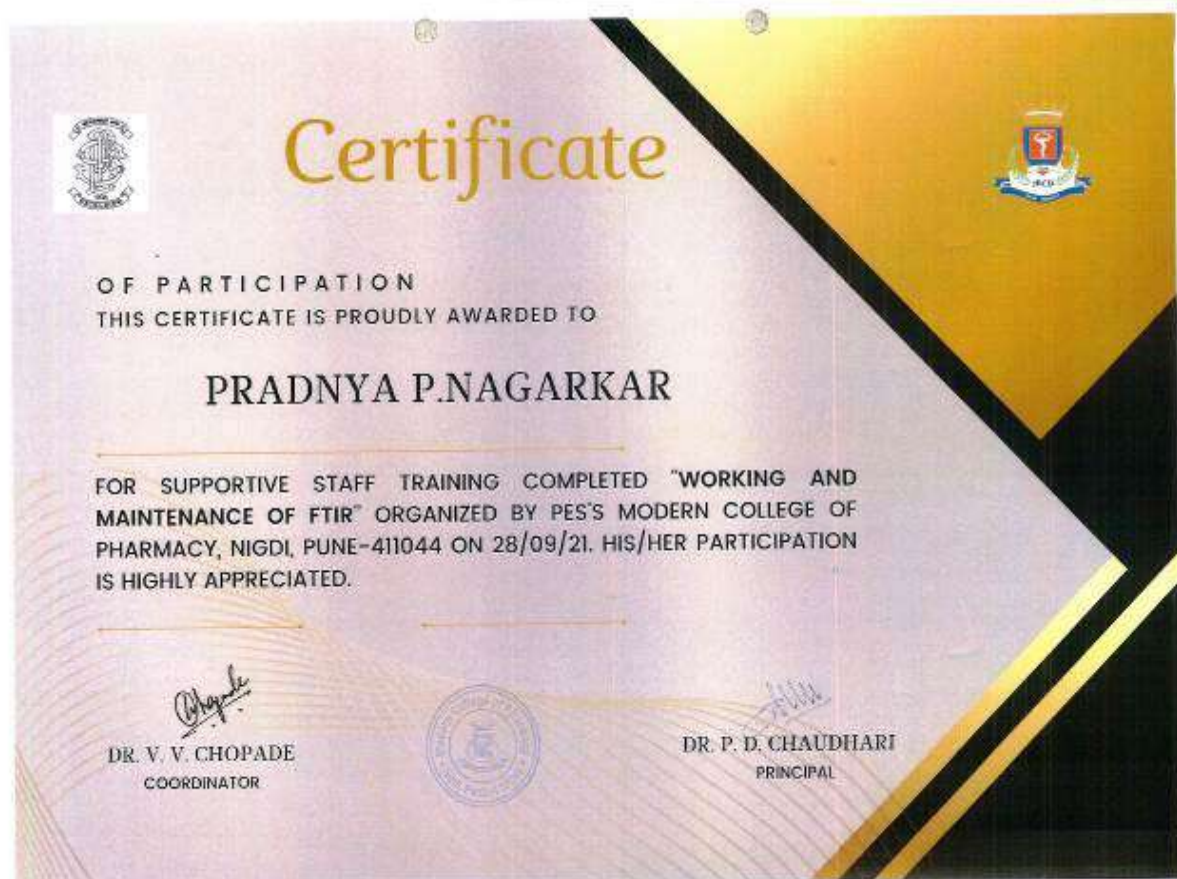 Certificate
OF PARTICIPATION
THIS CERTIFICATE IS PROUDLY AWARDED TO
PRADNYA P.NAGARKAR
FOR SUPPORTIVE STAFF TRAINING COMPLETED "WORKING AND
MAINTENANCE OF FTIR" ORGANIZED BY PES'S MODERN COLLEGE OF
PHARMACY, NIGDI, PUNE-411044 ON 28/09/21. HIS/HER PARTICIPATION
IS HIGHLY APPRECIATED.
DR. V. V. CHOPADE
COORDINATOR
DR. P. D. CHAUDHARI
PRINCIPAL